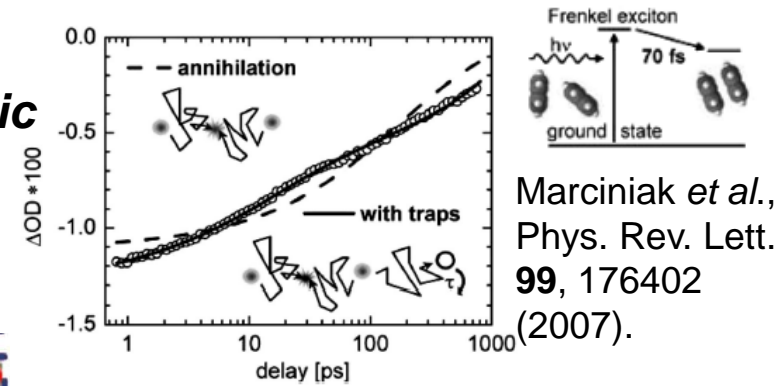 ic
0.0
-0.5
-1.0
-1.5
ΔOD *100
annihilation
with traps
τ
1
10
100
1000
delay [ps]
Frenkel exciton
hν
70 fs
ground state
Marciniak et al.,
Phys. Rev. Lett.
99, 176402
(2007).